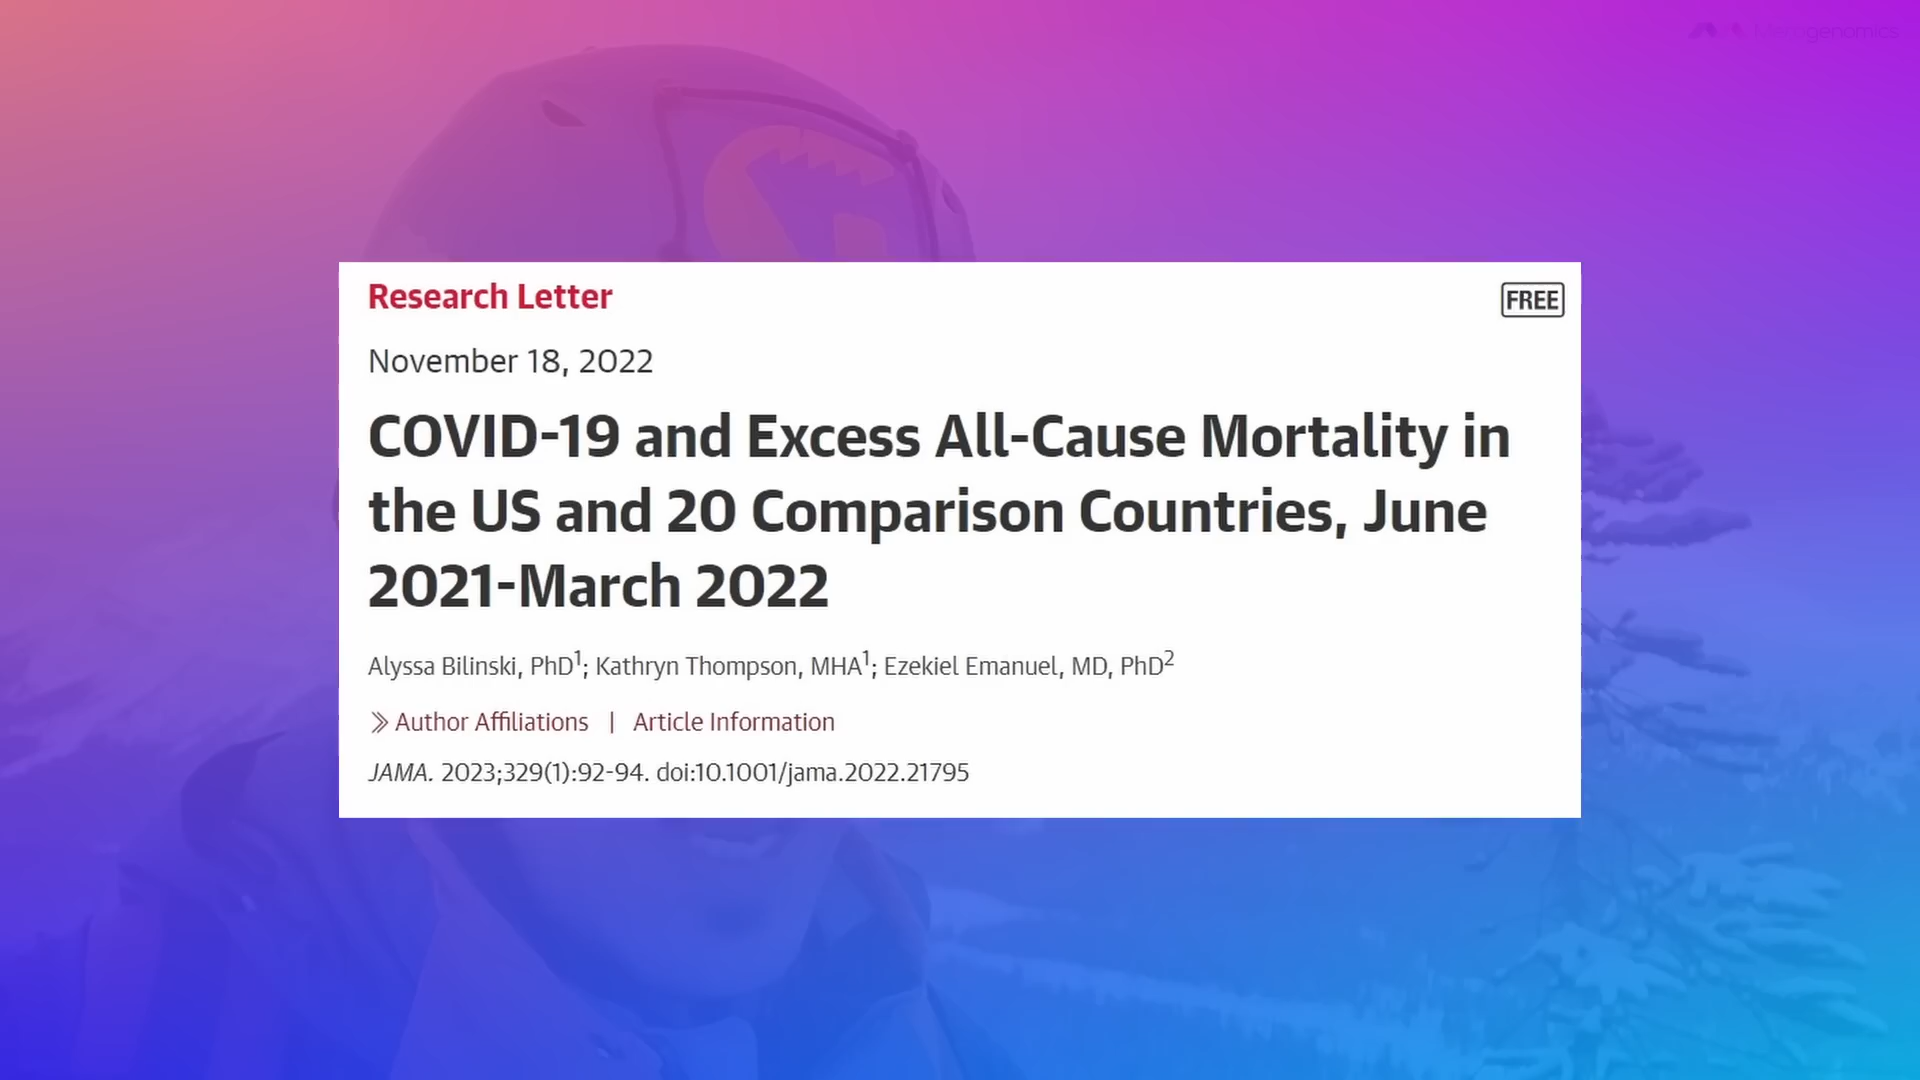 Metagenomics
Research Letter
FREE
November 18, 2022
COVID-19 and Excess All-Cause Mortality in
the US and 20 Comparison Countries, June
2021-March 2022
Alyssa Bilinski, PhD1; Kathryn Thompson, MHA1; Ezekiel Emanuel, MD, PhD2
Author Affiliations | Article Information
JAMA. 2023;329(1):92-94. doi:10.1001/jama.2022.21795